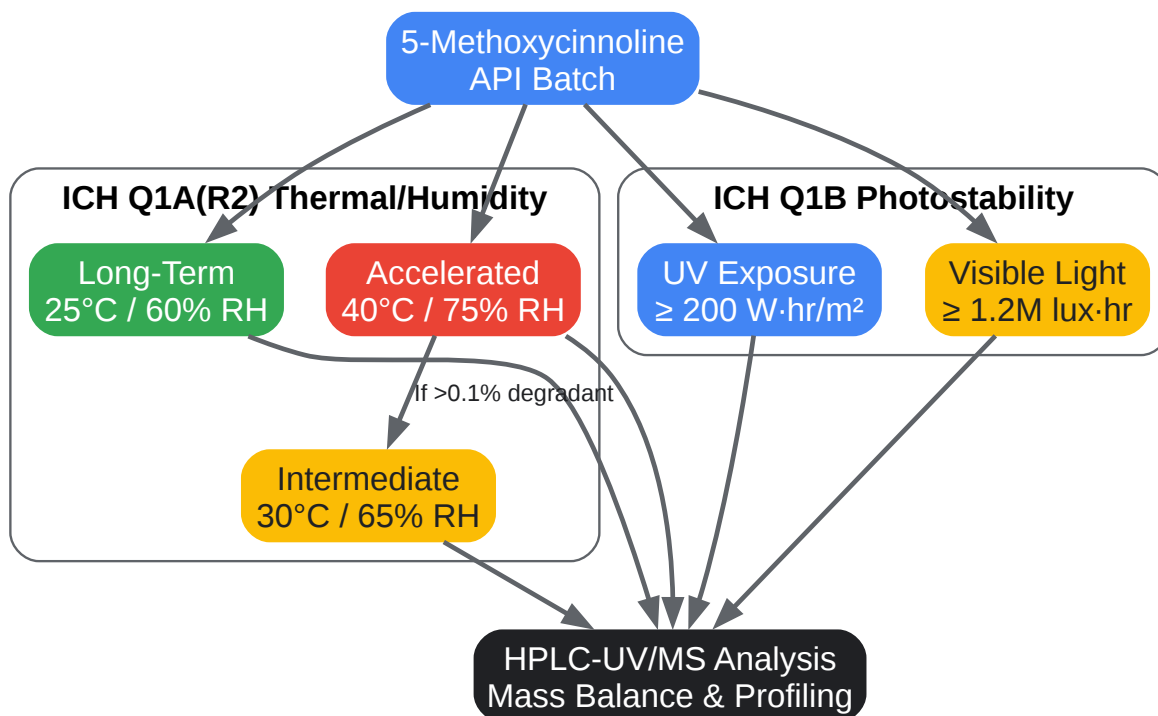 5-Methoxycinnoline
API Batch
ICH Q1A(R2) Thermal/Humidity
ICH Q1B Photostability
Long-Term
25°C / 60% RH
Accelerated
40°C / 75% RH
UV Exposure
≥ 200 W·hr/m²
Visible Light
≥ 1.2M lux·hr
If >0.1% degradant
Intermediate
30°C / 65% RH
HPLC-UV/MS Analysis
Mass Balance & Profiling